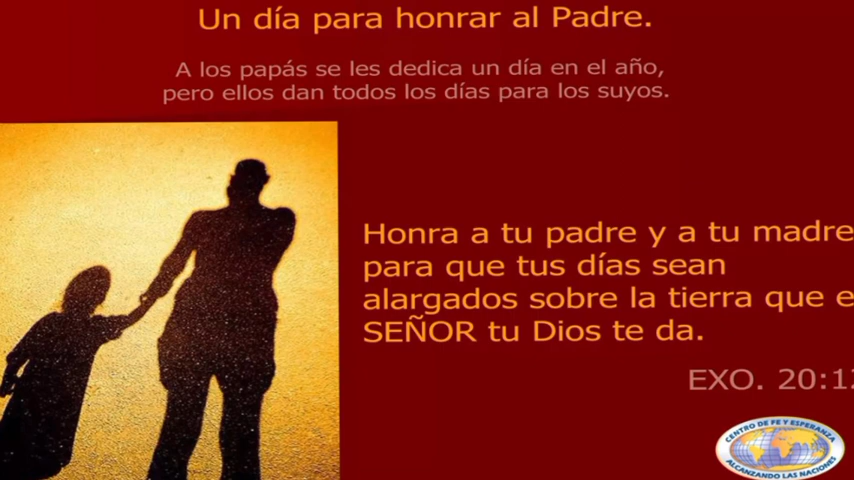 Un día para honrar al Padre.
A los papás se les dedica un día en el año,
pero ellos dan todos los días para los suyos.
Honra a tu padre y a tu madre
para que tus días sean
alargados sobre la tierra que e
SEÑOR tu Dios te da.
EXO. 20:12
CENTRO DE FE Y ESPERANZA
ALCANZANDO LAS NACIONES